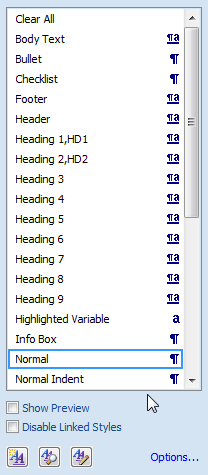 Clear All
Body Text ¶a
Bullet ¶
Checklist ¶
Footer ¶a
Header ¶a
Heading 1,HD1 ¶a
Heading 2,HD2 ¶a
Heading 3 ¶a
Heading 4 ¶a
Heading 5 ¶a
Heading 6 ¶a
Heading 7 ¶a
Heading 8 ¶a
Heading 9 ¶a
Highlighted Variable a
Info Box ¶
Normal ¶
Normal Indent ¶
Show Preview
Disable Linked Styles
Options...